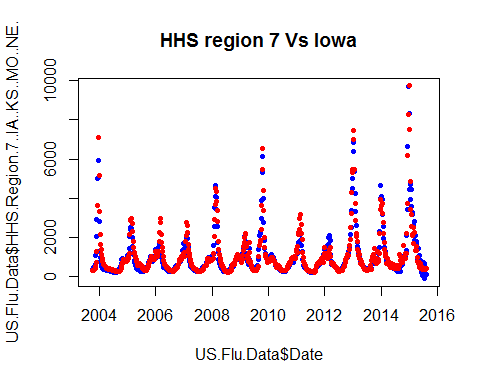 HHS region 7 Vs Iowa
US.Flu.Data$HHS.Region.7..IA..KS..MO..NE.
10000
6000
2000
0
2004 2006 2008 2010 2012 2014 2016
US.Flu.Data$Date